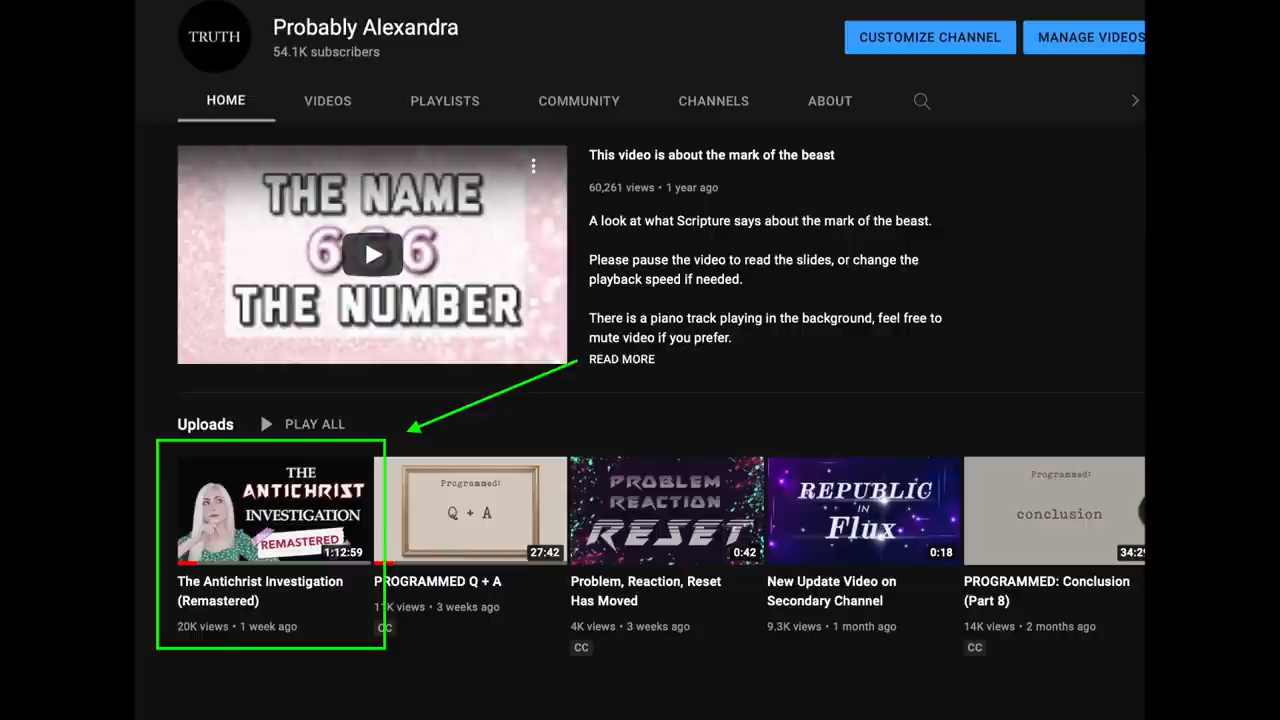 TRUTH
Probably Alexandra
54.1K subscribers
CUSTOMIZE CHANNEL
MANAGE VIDEOS
HOME
VIDEOS
PLAYLISTS
COMMUNITY
CHANNELS
ABOUT
THE NAME
666
THE NUMBER
This video is about the mark of the beast
60,261 views • 1 year ago
A look at what Scripture says about the mark of the beast.
Please pause the video to read the slides, or change the
playback speed if needed.
There is a piano track playing in the background, feel free to
mute video if you prefer.
READ MORE
Uploads
PLAY ALL
THE
ANTICHRIST
INVESTIGATION
REMASTERED
1:12:59
The Antichrist Investigation
(Remastered)
20K views • 1 week ago
Programmed:
Q + A
27:42
PROGRAMMED Q + A
11K views • 3 weeks ago
CC
PROBLEM
REACTION
RESET
0:42
Problem, Reaction, Reset
Has Moved
4K views • 3 weeks ago
CC
REPUBLIC
IN
Flux
0:18
New Update Video on
Secondary Channel
9.3K views • 1 month ago
Programmed:
conclusion
34:29
PROGRAMMED: Conclusion
(Part 8)
14K views • 2 months ago
CC